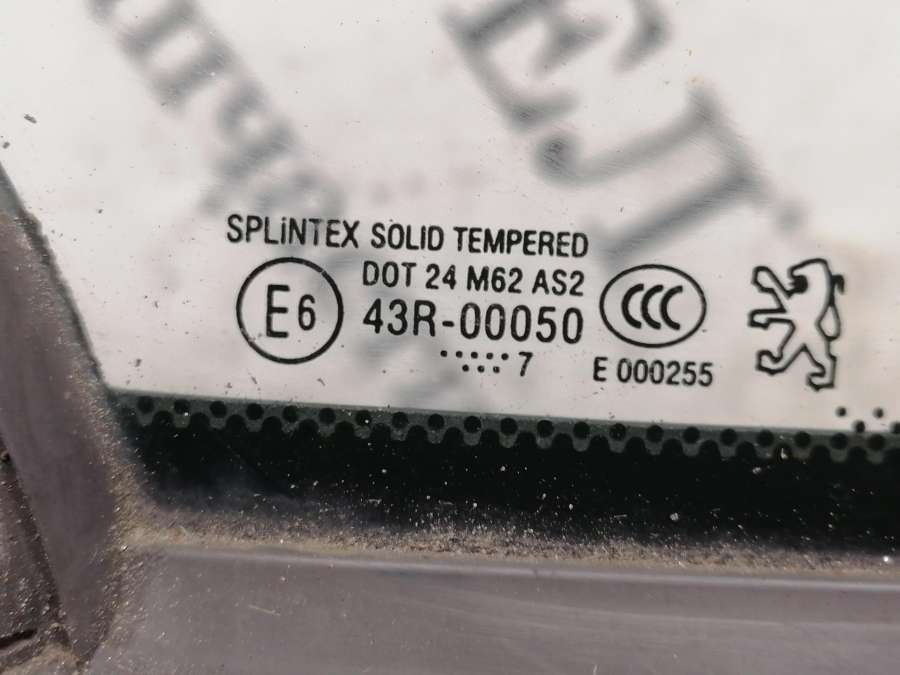 SPLiNTEX SOLID TEMPERED
DOT 24 M62 AS2
E6
43R-00050
..... ... 7
CCC
E 000255